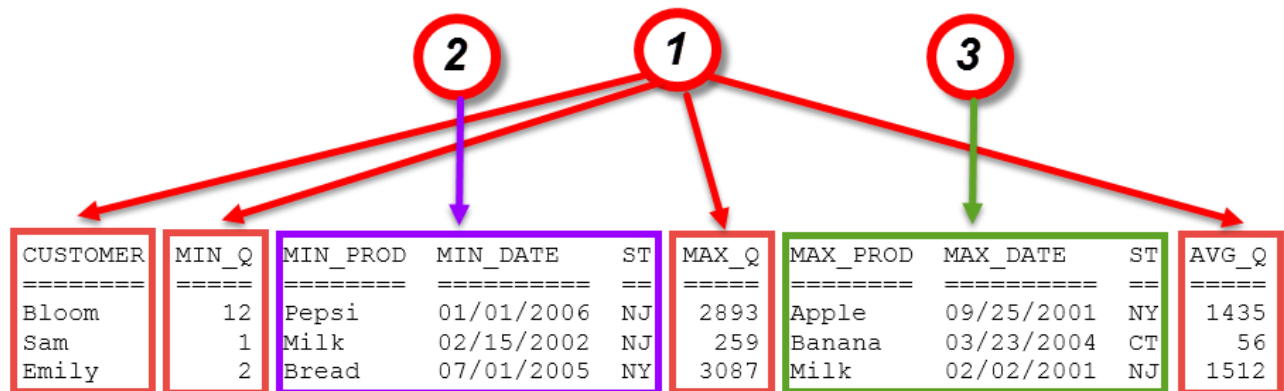 2 1 3
CUSTOMER MIN_Q MIN_PROD MIN_DATE ST MAX_Q MAX_PROD MAX_DATE ST AVG_Q
======== ===== ======== ========== == ===== ======== ========== == =====
Bloom 12 Pepsi 01/01/2006 NJ 2893 Apple 09/25/2001 NY 1435
Sam 1 Milk 02/15/2002 NJ 259 Banana 03/23/2004 CT 56
Emily 2 Bread 07/01/2005 NY 3087 Milk 02/02/2001 NJ 1512